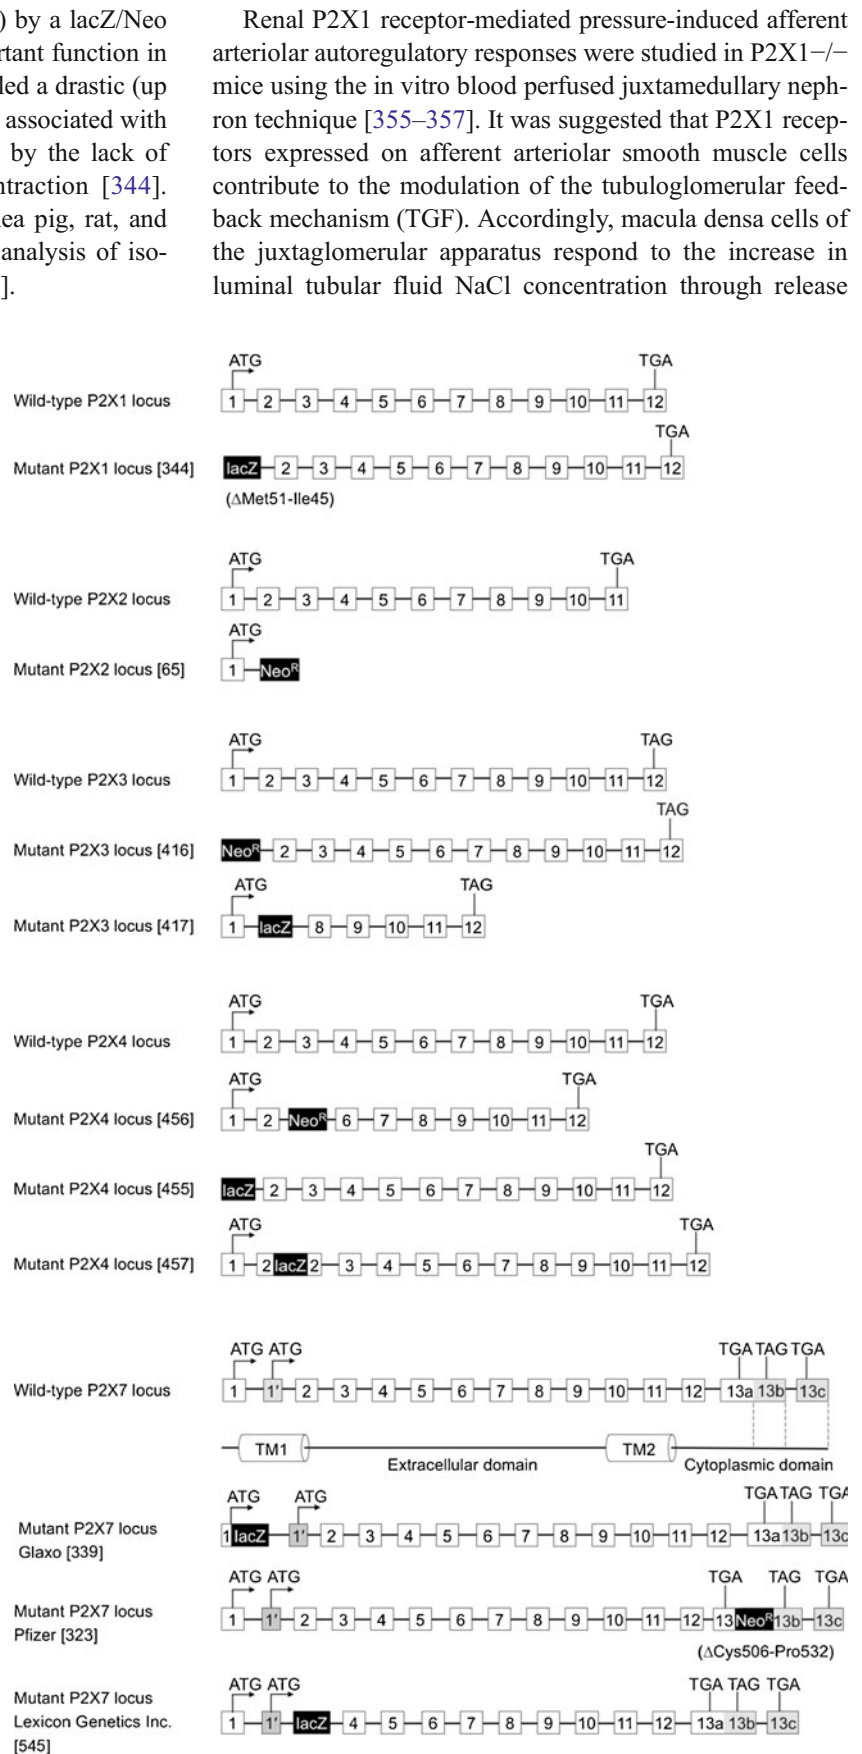 ) by a lacZ/Neo
rtant function in
led a drastic (up
associated with
by the lack of
ntraction [344].
ea pig, rat, and
analysis of iso-
].
Renal P2X1 receptor-mediated pressure-induced afferent
arteriolar autoregulatory responses were studied in P2X1−/−
mice using the in vitro blood perfused juxtamedullary neph-
ron technique [355–357]. It was suggested that P2X1 recep-
tors expressed on afferent arteriolar smooth muscle cells
contribute to the modulation of the tubuloglomerular feed-
back mechanism (TGF). Accordingly, macula densa cells of
the juxtaglomerular apparatus respond to the increase in
luminal tubular fluid NaCl concentration through release
ATG TGA
Wild-type P2X1 locus 1 2 3 4 5 6 7 8 9 10 11 12
TGA
Mutant P2X1 locus [344] lacZ 2 3 4 5 6 7 8 9 10 11 12
(ΔMet51-Ile45)
ATG TGA
Wild-type P2X2 locus 1 2 3 4 5 6 7 8 9 10 11
ATG
Mutant P2X2 locus [65] 1 NeoR
ATG TAG
Wild-type P2X3 locus 1 2 3 4 5 6 7 8 9 10 11 12
TAG
Mutant P2X3 locus [416] NeoR 2 3 4 5 6 7 8 9 10 11 12
ATG TAG
Mutant P2X3 locus [417] 1 lacZ 8 9 10 11 12
ATG TGA
Wild-type P2X4 locus 1 2 3 4 5 6 7 8 9 10 11 12
ATG TGA
Mutant P2X4 locus [456] 1 2 NeoR 6 7 8 9 10 11 12
TGA
Mutant P2X4 locus [455] lacZ 2 3 4 5 6 7 8 9 10 11 12
ATG TGA
Mutant P2X4 locus [457] 1 2 lacZ 2 3 4 5 6 7 8 9 10 11 12
ATG ATG TGA TAG TGA
Wild-type P2X7 locus 1 1' 2 3 4 5 6 7 8 9 10 11 12 13a 13b 13c
TM1 TM2
Extracellular domain Cytoplasmic domain
ATG ATG TGA TAG TGA
Mutant P2X7 locus 1 lacZ 1' 2 3 4 5 6 7 8 9 10 11 12 13a 13b 13c
Glaxo [339]
ATG ATG TGA TAG TGA
Mutant P2X7 locus 1 1' 2 3 4 5 6 7 8 9 10 11 12 13 NeoR 13b 13c
Pfizer [323]
(ΔCys506-Pro532)
ATG ATG TGA TAG TGA
Mutant P2X7 locus
Lexicon Genetics Inc. 1 1' lacZ 4 5 6 7 8 9 10 11 12 13a 13b 13c
[545]